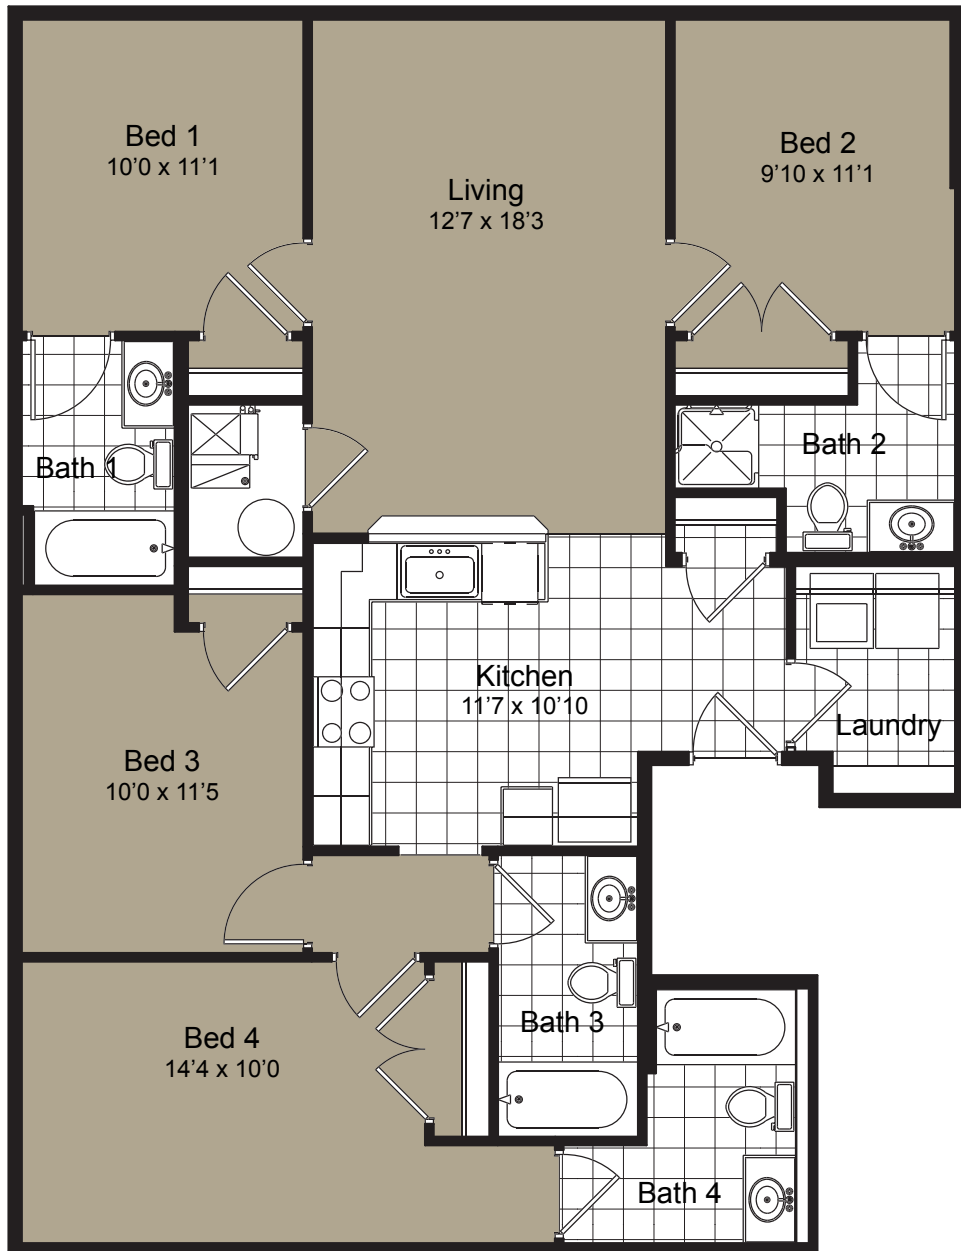 Bed 1
10’0 x 11’1
Living
12’7 x 18’3
Bed 2
9’10 x 11’1
Bath 1
Bath 2
Kitchen
11’7 x 10’10
Laundry
Bed 3
10’0 x 11’5
Bath 3
Bed 4
14’4 x 10’0
Bath 4